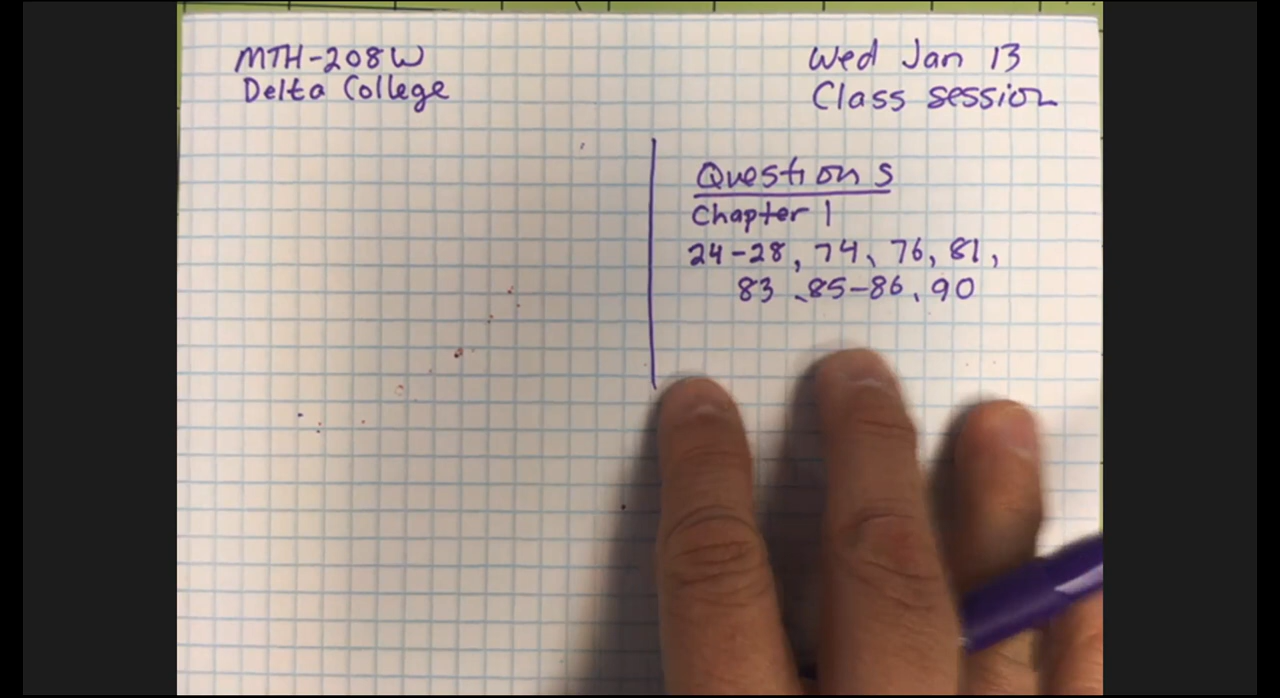 MTH-208W
Delta College
Wed Jan 13
Class session
Questions
Chapter 1
24-28, 74, 76, 81,
83, 85-86, 90